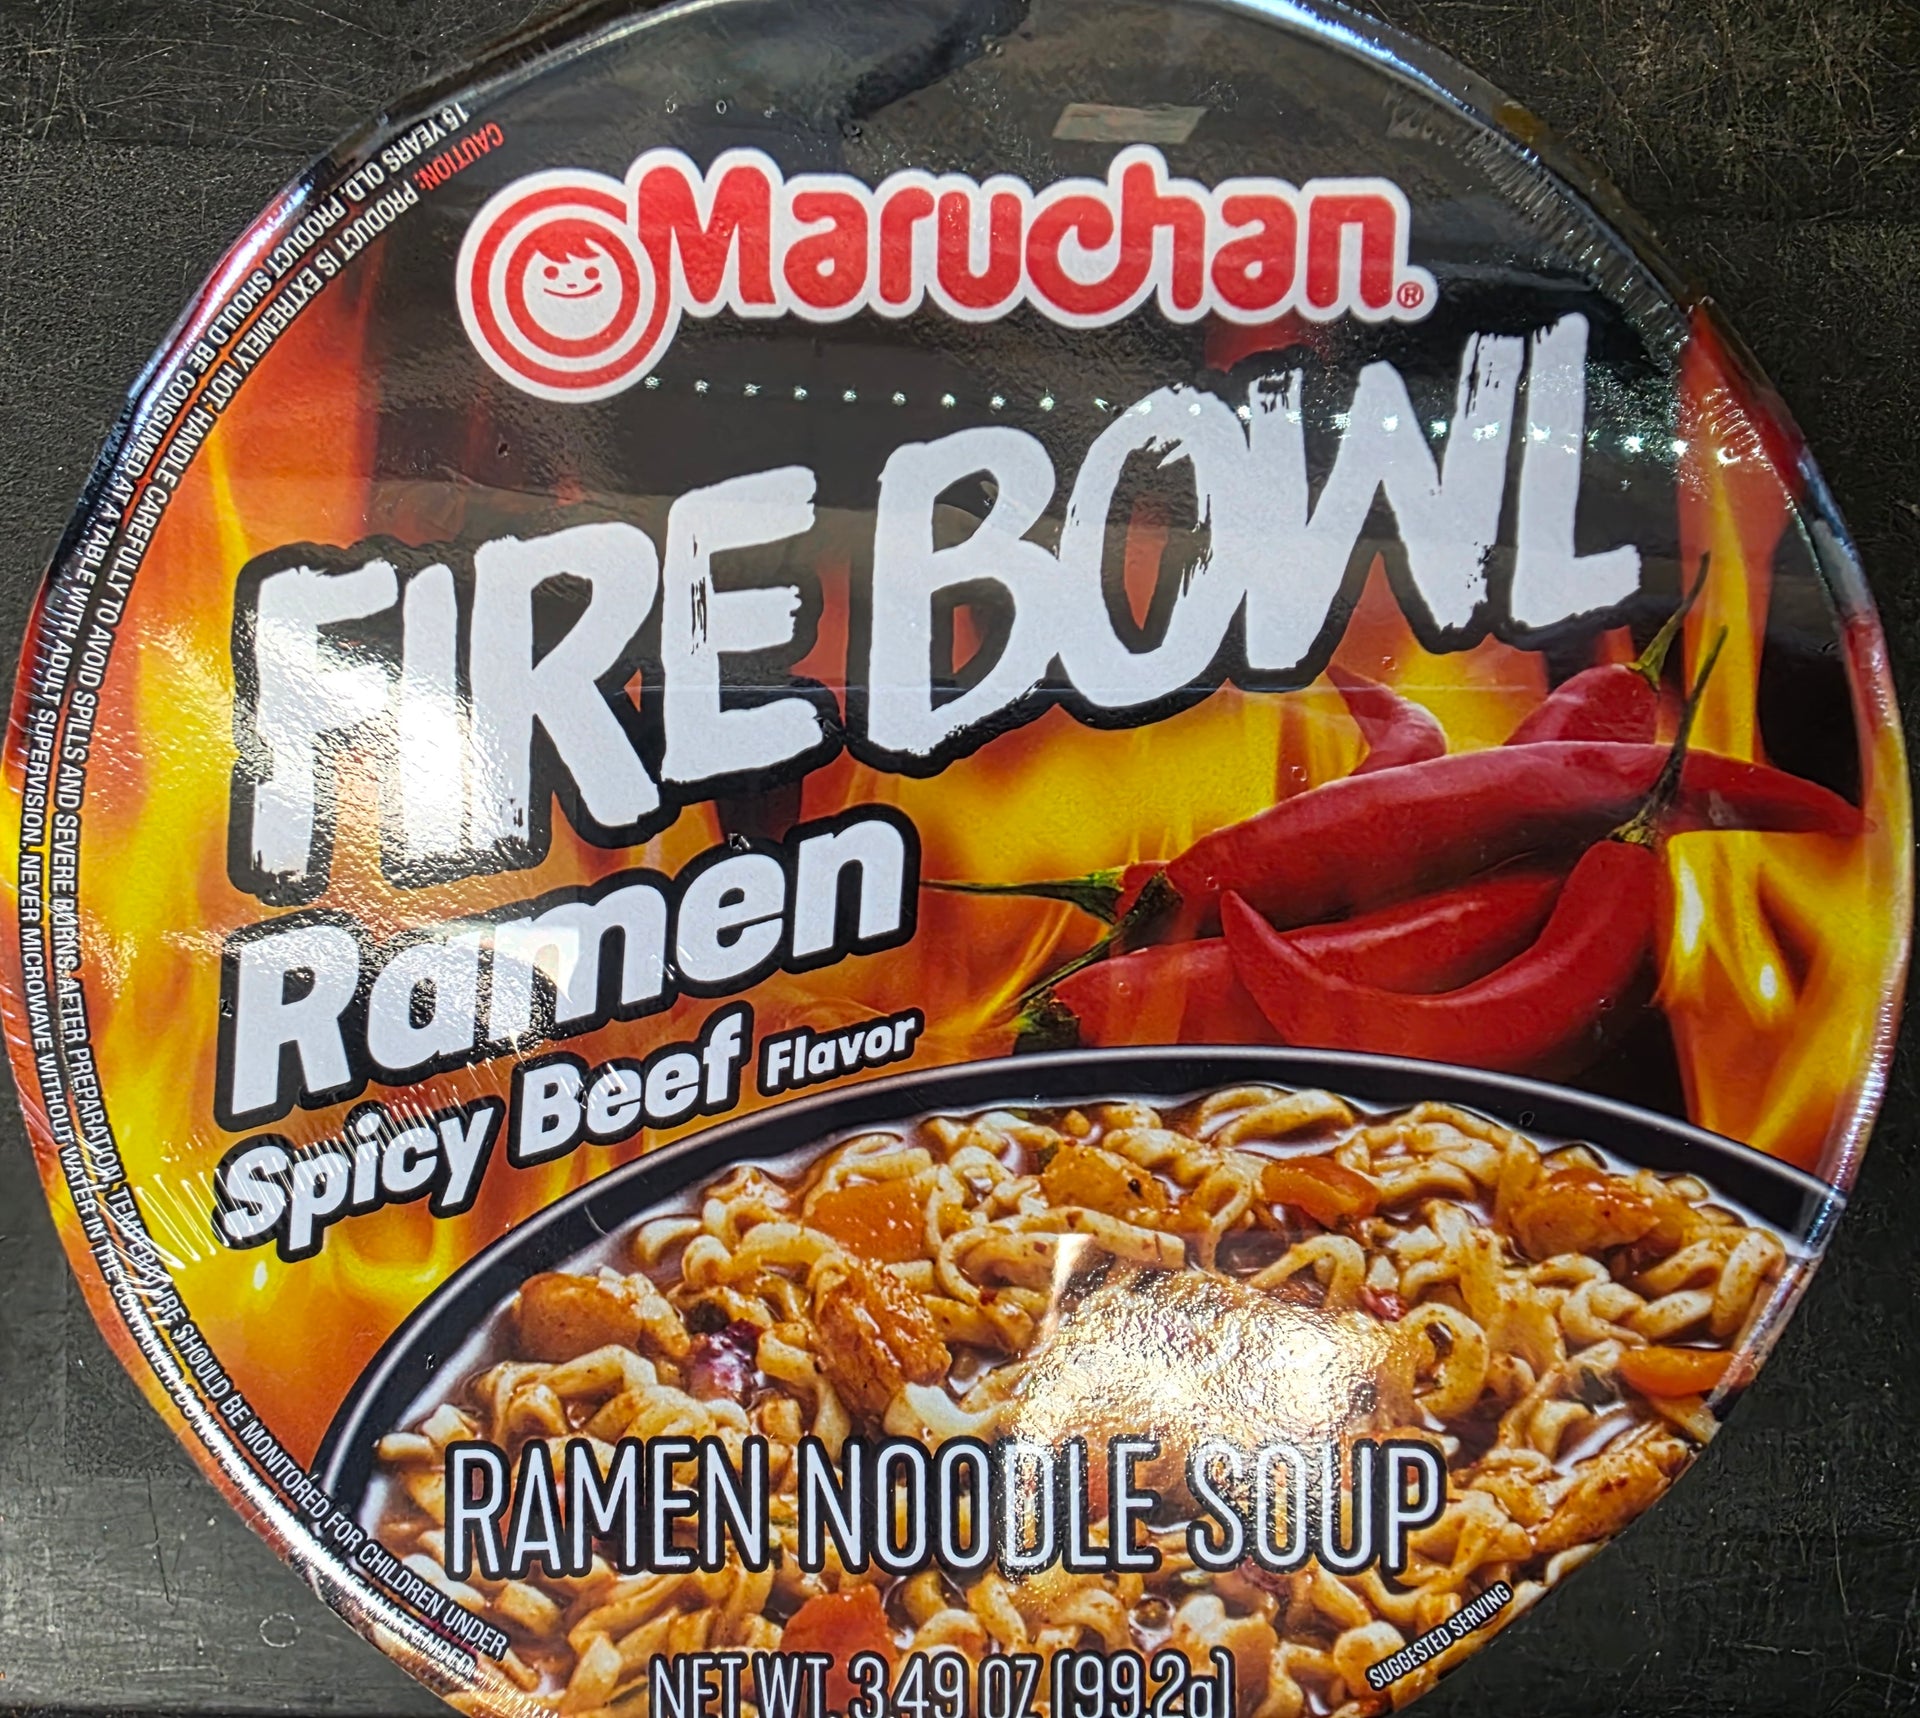 Maruchan®
FIRE BOWL
Ramen
Spicy Beef Flavor
RAMEN NOODLE SOUP
NET WT. 3.49 OZ (99.2g)
SUGGESTED SERVING
CAUTION: PRODUCT IS EXTREMELY HOT. HANDLE CAREFULLY TO AVOID SPILLS AND SEVERE BURNS AFTER PREPARATION. TEMPERATURE SHOULD BE MONITORED FOR CHILDREN UNDER
15 YEARS OLD. PRODUCT SHOULD BE CONSUMED AT A TABLE WITH ADULT SUPERVISION. NEVER MICROWAVE WITHOUT WATER IN THE CONTAINER. DO NOT UNATTENDED.